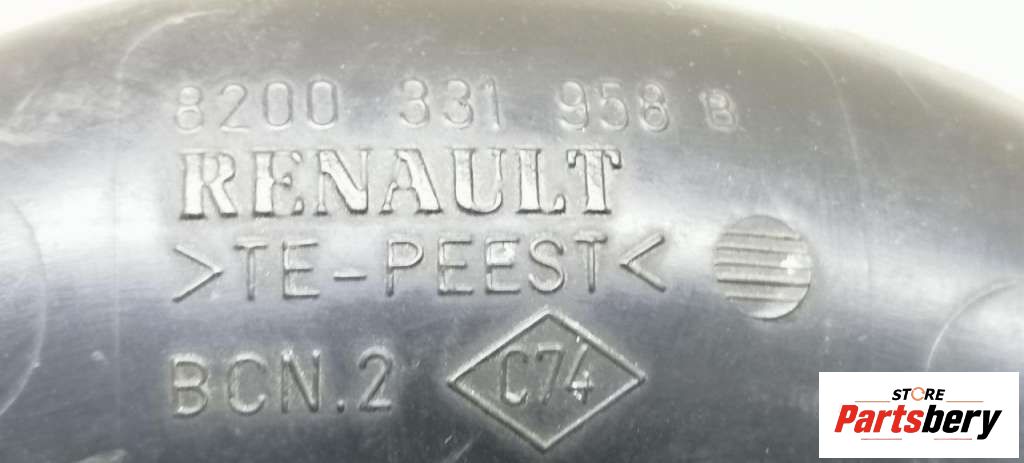 8200 331 958 B
RENAULT
>TE-PEEST<
BCN.2 C74
STORE
Partsbery